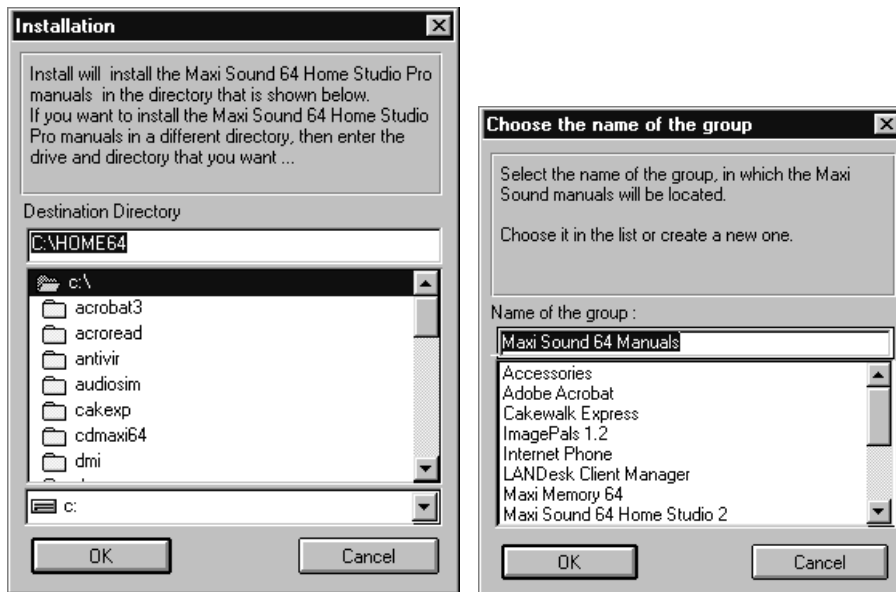 Installation
Install will  install the Maxi Sound 64 Home Studio Pro
manuals  in the directory that is shown below.
If you want to install the Maxi Sound 64 Home Studio
Pro manuals in a different directory, then enter the
drive and directory that you want ...
Destination Directory
C:\HOME64
c:\
acrobat3
acroread
antivir
audiosim
cakexp
cdmaxi64
dmi
c:
OK
Cancel
Choose the name of the group
Select the name of the group, in which the Maxi
Sound manuals will be located.
Choose it in the list or create a new one.
Name of the group :
Maxi Sound 64 Manuals
Accessories
Adobe Acrobat
Cakewalk Express
ImagePals 1.2
Internet Phone
LANDesk Client Manager
Maxi Memory 64
Maxi Sound 64 Home Studio 2
OK
Cancel